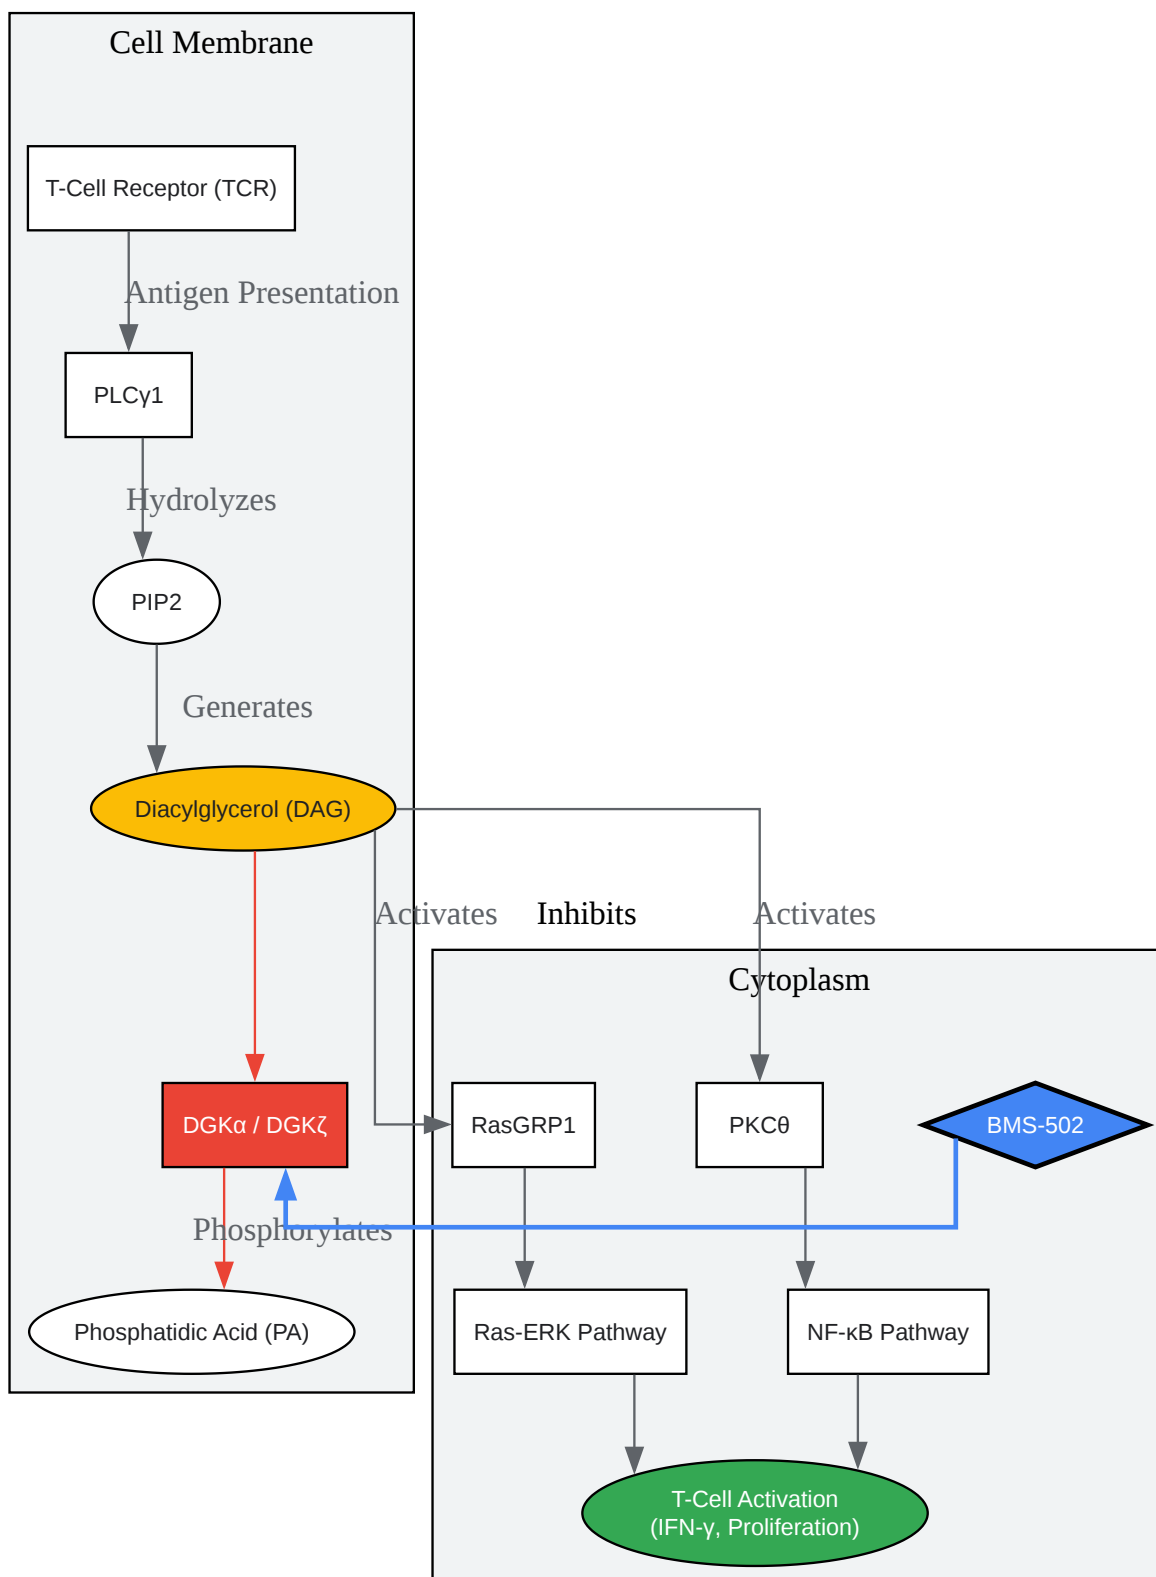 Cell Membrane
T-Cell Receptor (TCR)
Antigen Presentation
PLCγ1
Hydrolyzes
PIP2
Generates
Diacylglycerol (DAG)
Activates
Inhibits
Activates
Cytoplasm
DGKα / DGKζ
RasGRP1
PKCθ
BMS-502
Phosphorylates
Phosphatidic Acid (PA)
Ras-ERK Pathway
NF-κB Pathway
T-Cell Activation
(IFN-γ, Proliferation)